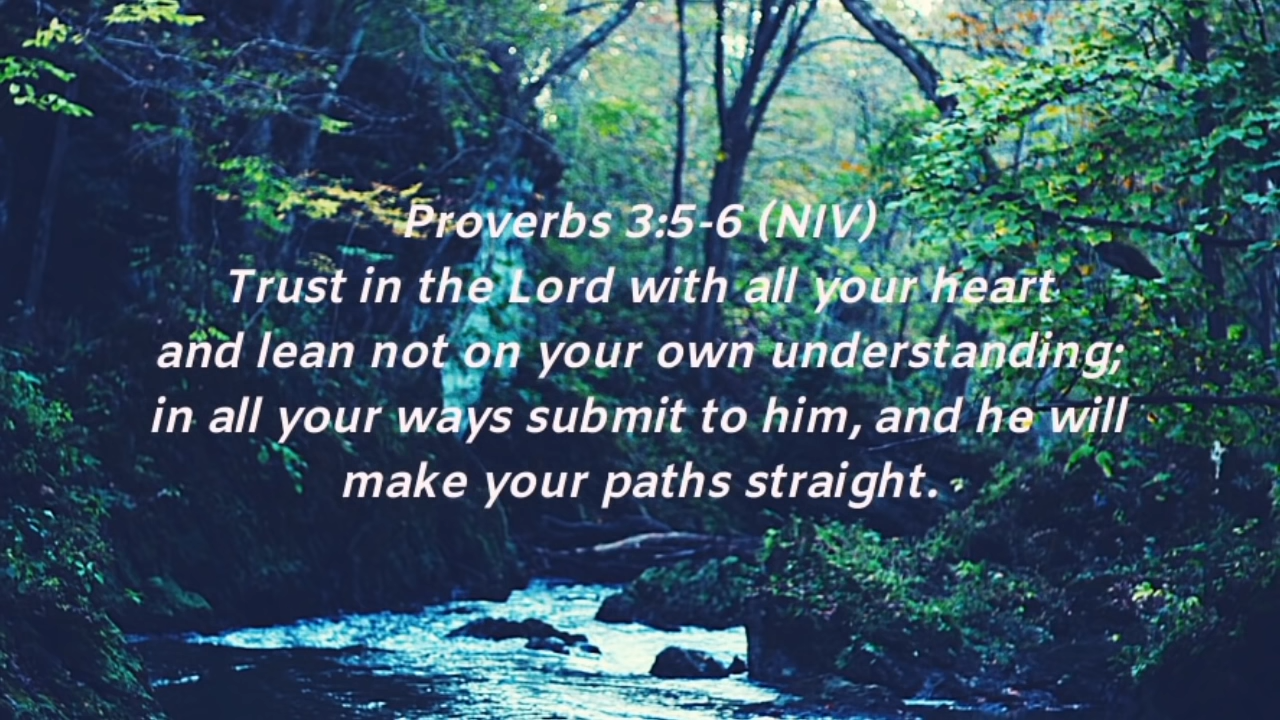 Proverbs 3:5-6 (NIV)
Trust in the Lord with all your heart
and lean not on your own understanding;
in all your ways submit to him, and he will
make your paths straight.